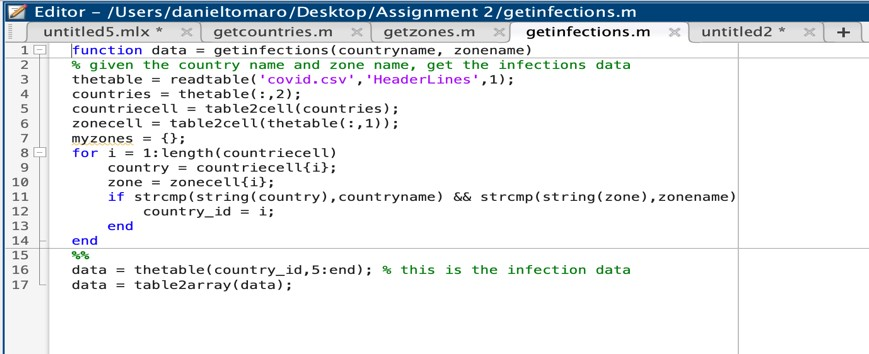 Editor – /Users/danieltomaro/Desktop/Assignment 2/getinfections.m
untitled5.mlx * getcountries.m getzones.m getinfections.m untitled2 * +
1 function data = getinfections(countryname, zonename)
2 % given the country name and zone name, get the infections data
3 thetable = readtable('covid.csv','HeaderLines',1);
4 countries = thetable(:,2);
5 countriecell = table2cell(countries);
6 zonecell = table2cell(thetable(:,1));
7 myzones = {};
8 for i = 1:length(countriecell)
9 country = countriecell{i};
10 zone = zonecell{i};
11 if strcmp(string(country),countryname) && strcmp(string(zone),zonename)
12 country_id = i;
13 end
14 end
15 %%
16 data = thetable(country_id,5:end); % this is the infection data
17 data = table2array(data);